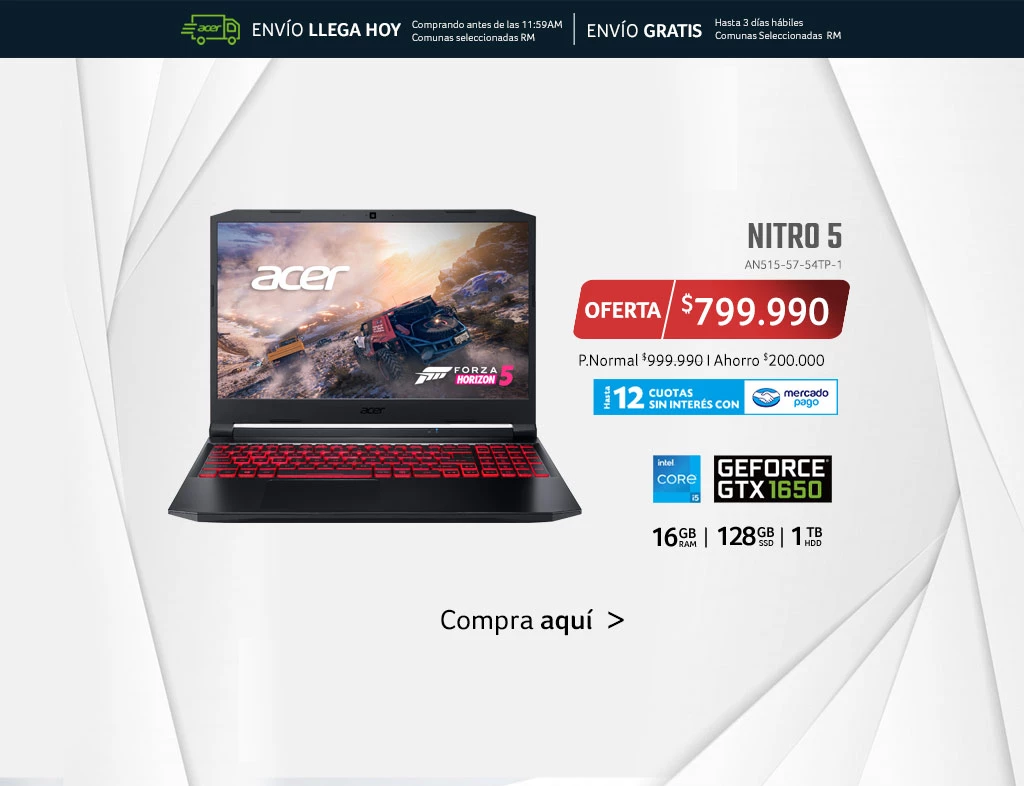 acer
ENVÍO LLEGA HOY
Comprando antes de las 11:59AM
Comunas seleccionadas RM
ENVÍO GRATIS
Hasta 3 días hábiles
Comunas Seleccionadas RM
acer
FORZA
HORIZON 5
acer
NITRO 5
AN515-57-54TP-1
OFERTA $799.990
P.Normal $999.990 | Ahorro $200.000
Hasta 12 CUOTAS
SIN INTERÉS CON
mercado
pago
intel
CORE
i5
GEFORCE
GTX 1650
16 GB RAM | 128 GB SSD | 1 TB HDD
Compra aquí >